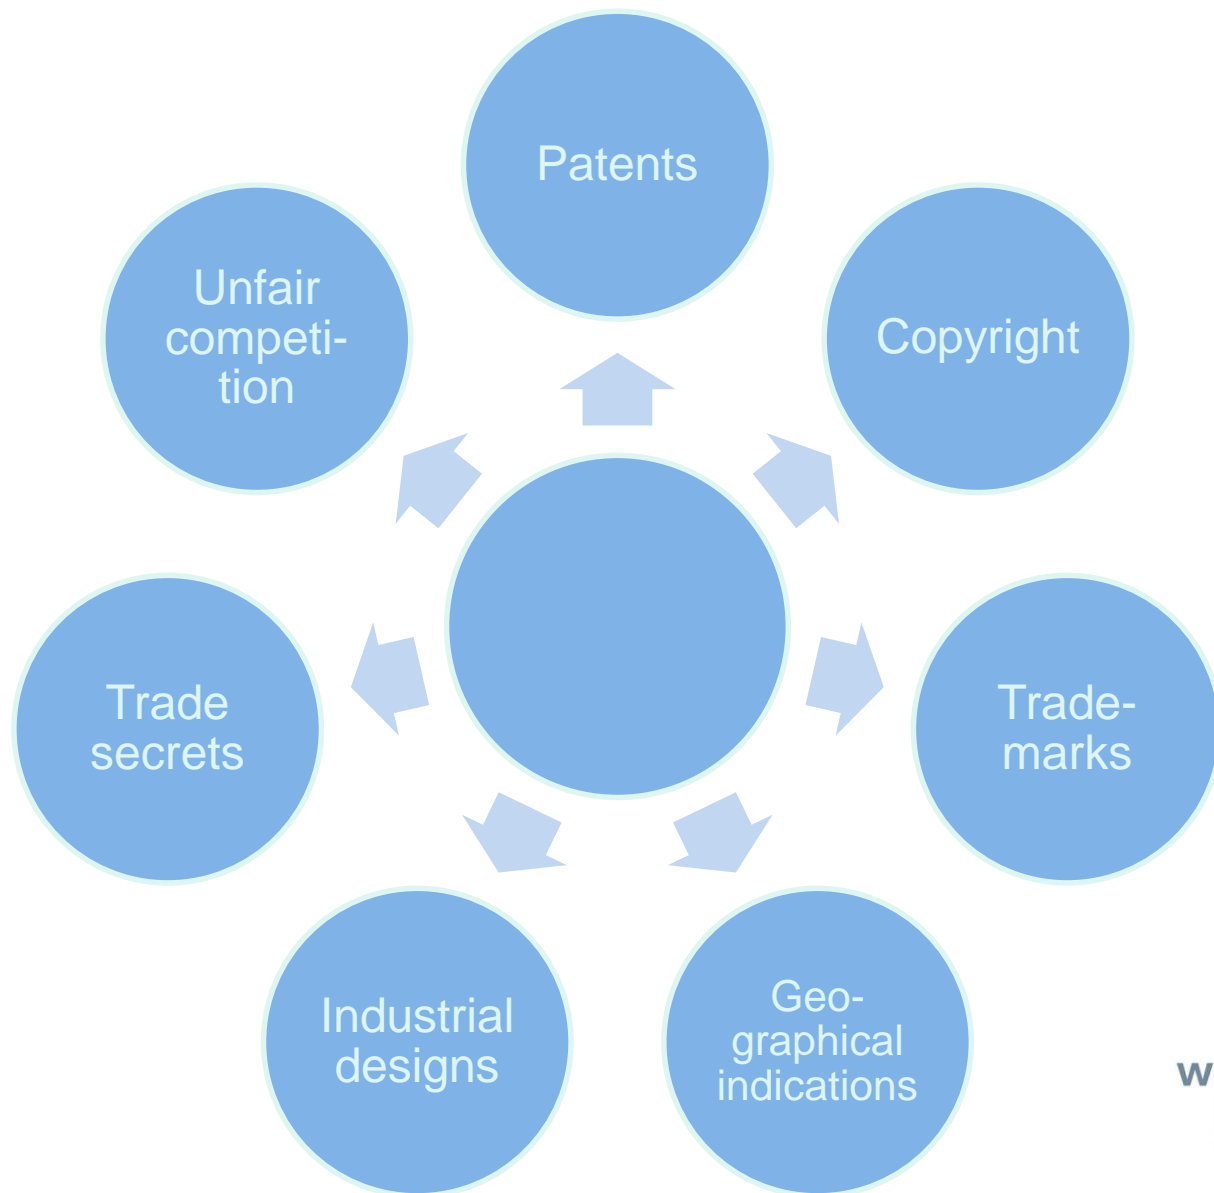 Patents
Copyright
Trade-
marks
Geo-
graphical
indications
Industrial
designs
Trade
secrets
Unfair
competi-
tion
W